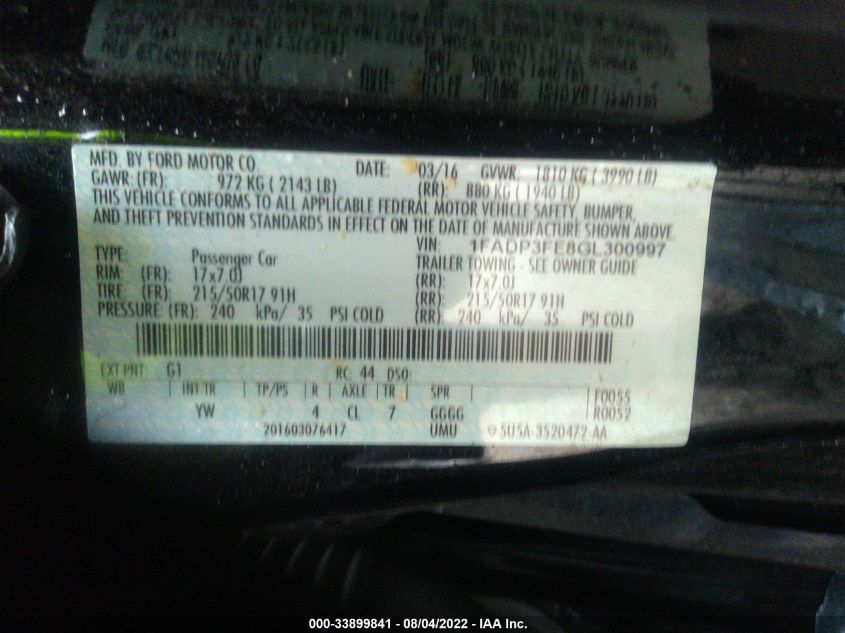 MFD. BY FORD MOTOR CO. DATE: 03/16 GVWR: 1810 KG ( 3990 LB)
GAWR: (FR): 972 KG ( 2143 LB) (RR): 880 KG ( 1940 LB)
THIS VEHICLE CONFORMS TO ALL APPLICABLE FEDERAL MOTOR VEHICLE SAFETY, BUMPER,
AND THEFT PREVENTION STANDARDS IN EFFECT ON THE DATE OF MANUFACTURE SHOWN ABOVE.
VIN: 1FADP3FE8GL300997
TYPE: Passenger Car TRAILER TOWING - SEE OWNER GUIDE
RIM: (FR): 17x7.0J (RR): 17x7.0J
TIRE: (FR): 215/50R17 91H (RR): 215/50R17 91H
PRESSURE: (FR): 240 kPa/ 35 PSI COLD (RR): 240 kPa/ 35 PSI COLD
EXT PNT: G1 RC: 44 DSO:
WB INT TR TP/PS R AXLE TR SPR F0055
YW 4 CL 7 GGGG R0052
201603076417 UMU 5U5A-3520472-AA
000-33899841 - 08/04/2022 - IAA Inc.